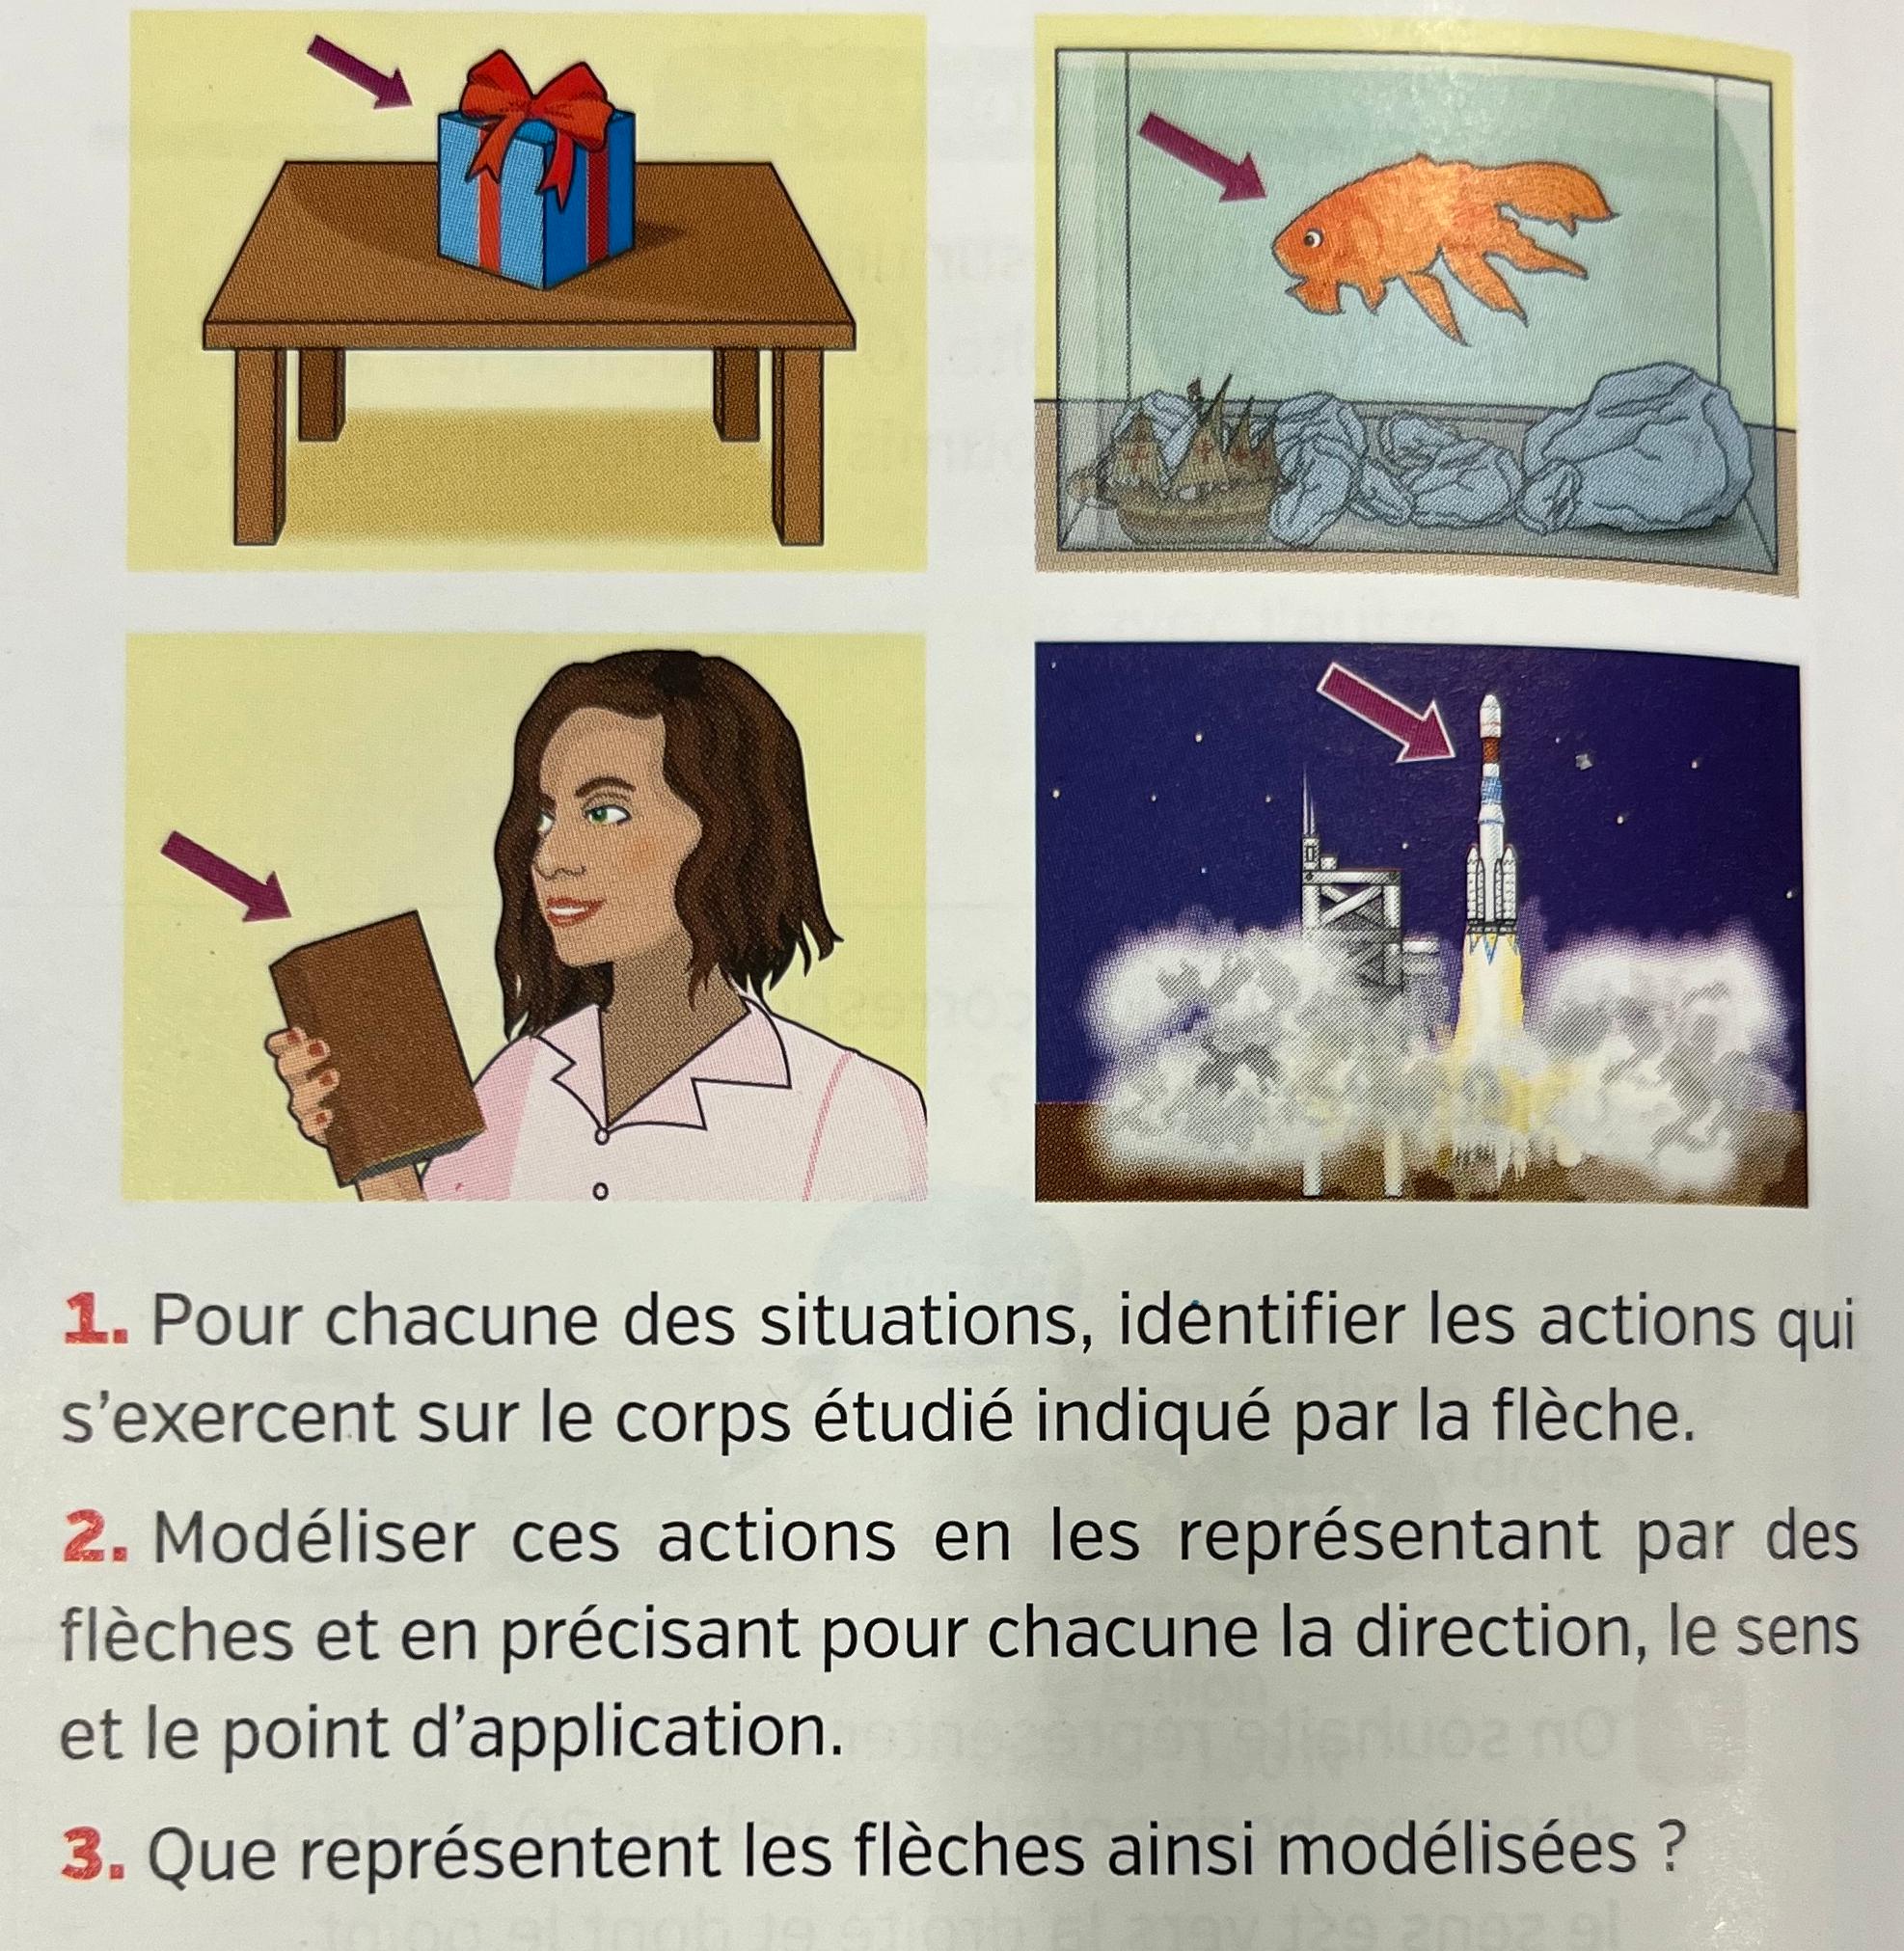 1. Pour chacune des situations, identifier les actions qui
s'exercent sur le corps étudié indiqué par la flèche.
2. Modéliser ces actions en les représentant par des
flèches et en précisant pour chacune la direction, le sens
et le point d'application.
3. Que représentent les flèches ainsi modélisées ?